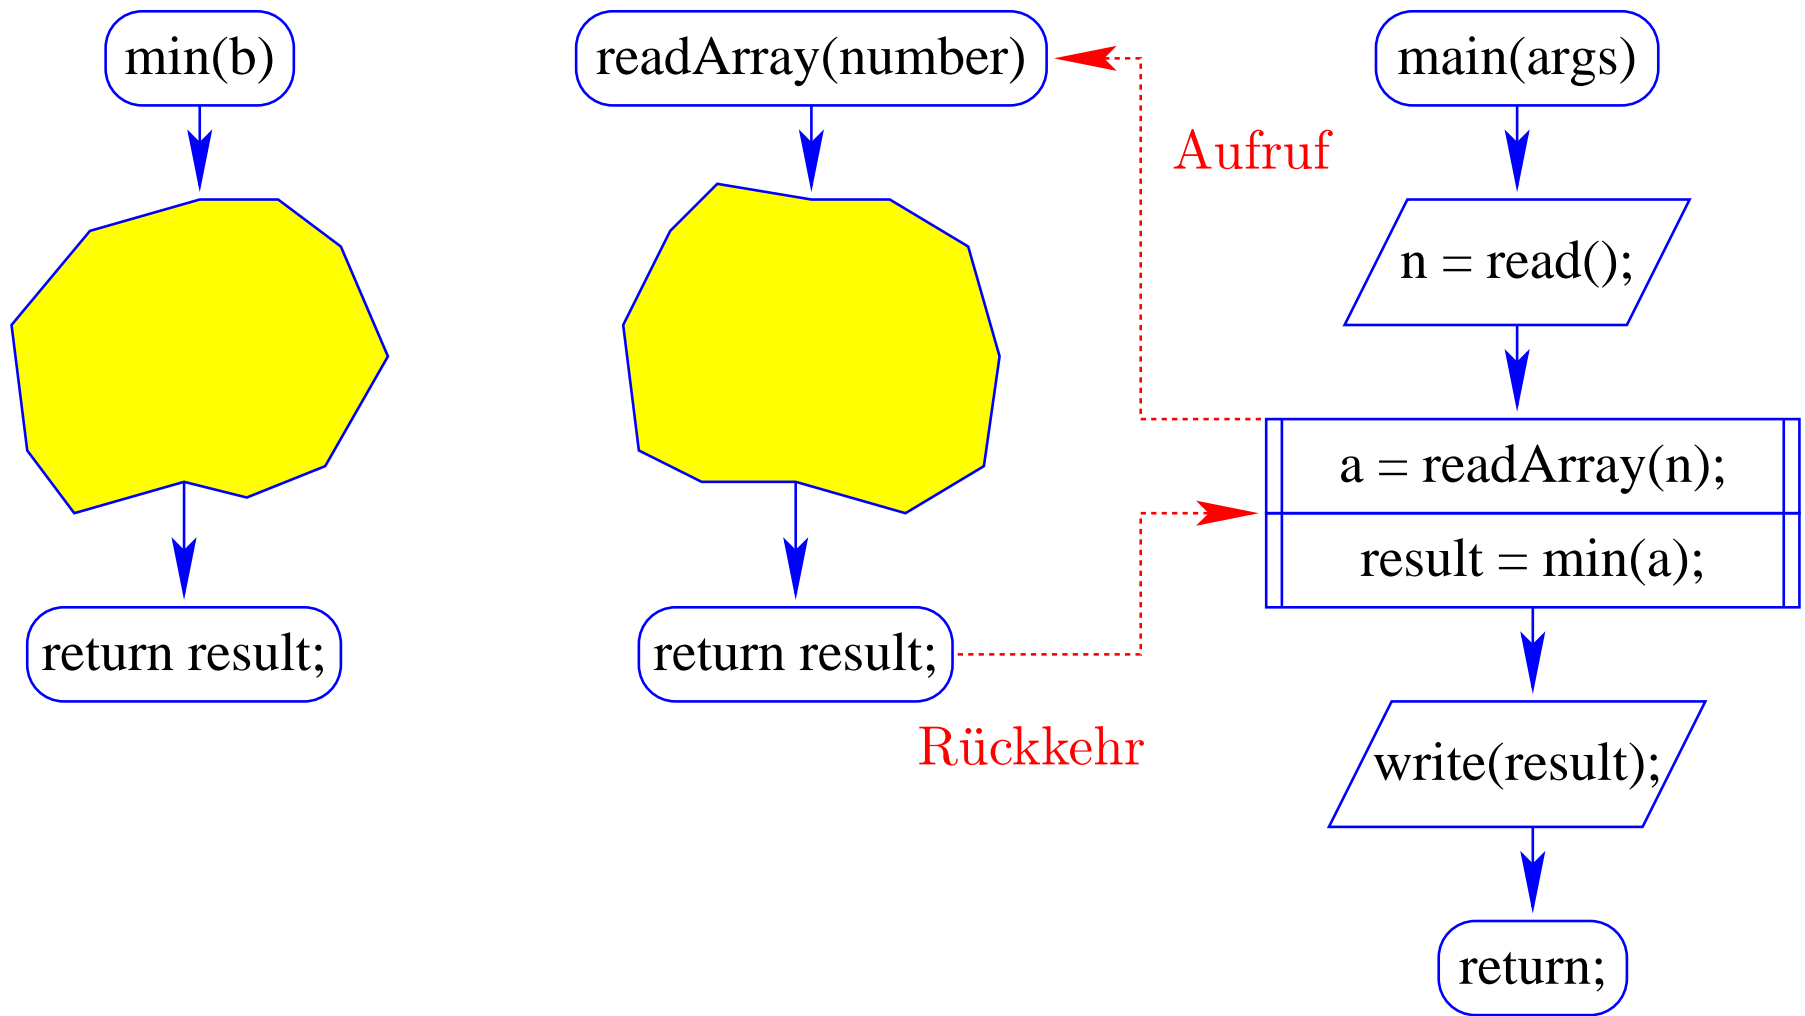 min(b)
readArray(number)
main(args)
Aufruf
n = read();
a = readArray(n);
result = min(a);
return result;
return result;
Rückkehr
write(result);
return;